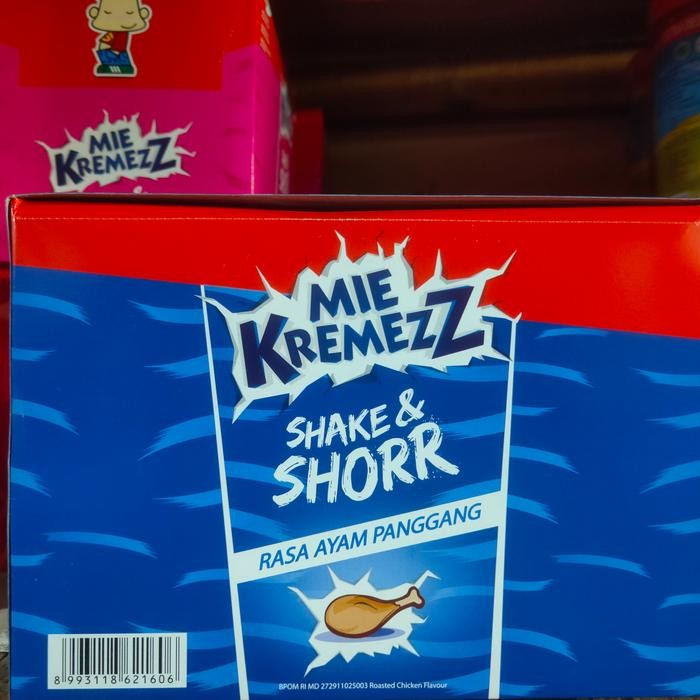 MIE
KREMEZZ
MIE
KREMEZZ
SHAKE &
SHORR
RASA AYAM PANGGANG
8 993118 621606
BPOM RI MD 272911025003 Roasted Chicken Flavour